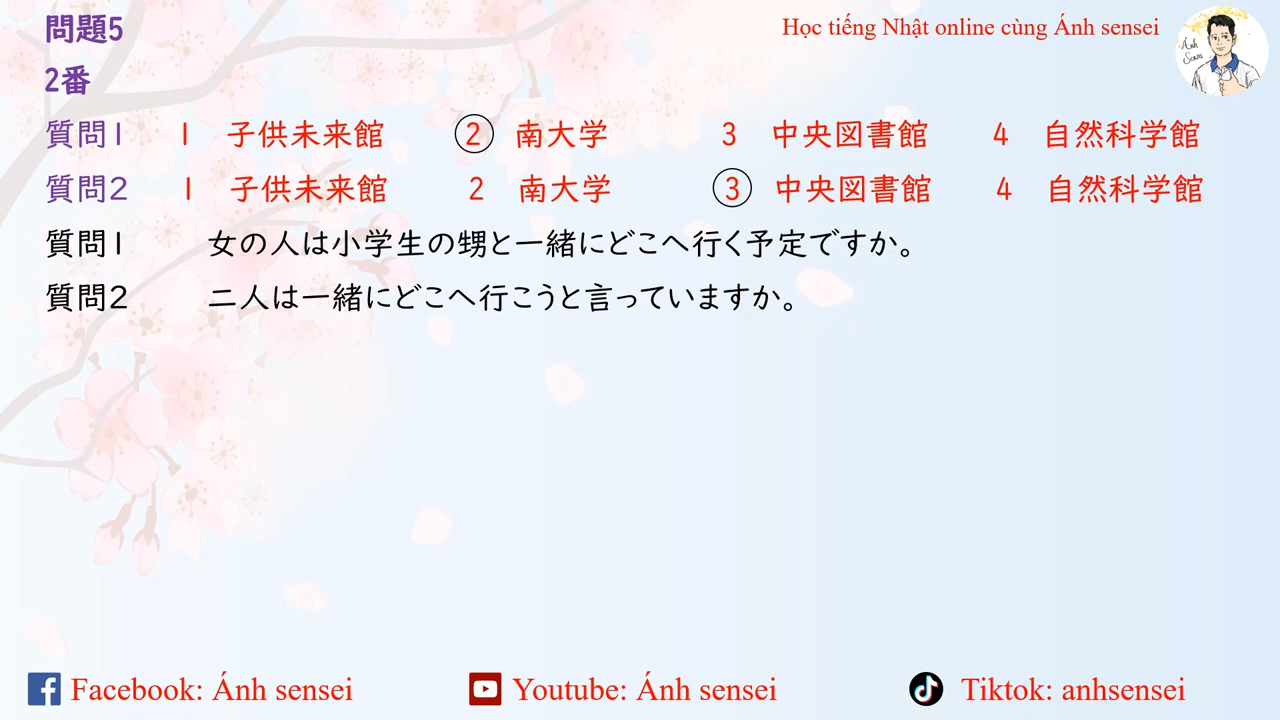 Học tiếng Nhật online cùng Ánh sensei
Ánh Sensei
問題5
2番
質問1 1 子供未来館 2 南大学 3 中央図書館 4 自然科学館
質問2 1 子供未来館 2 南大学 3 中央図書館 4 自然科学館
質問1 女の人は小学生の甥と一緒にどこへ行く予定ですか。
質問2 二人は一緒にどこへ行こうと言っていますか。
Facebook: Ánh sensei Youtube: Ánh sensei Tiktok: anhsensei